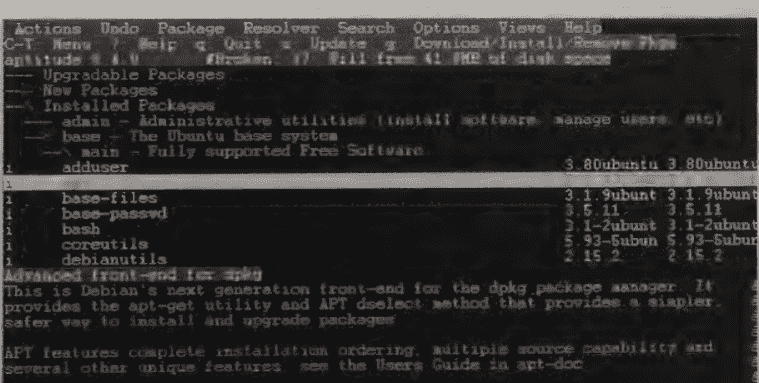 Actions Undo Package Resolver Search Options Views Help
C-T Menu ? Help q Quit u Update g Download/Install/Remove Pkgs
aptitude #Broken: Will free of disk space
--- Upgradable Packages
--- New Packages
--\ Installed Packages
--- admin - Administrative utilities (install software, manage users, etc)
--\ base - The Ubuntu base system
--\ main - Fully supported Free Software.
i adduser 3.80ubuntu 3.80ubuntu
i
i base-files 3.1.9ubunt 3.1.9ubunt
i base-passwd 3.5.11 3.5.11
i bash 3.1-2ubunt 3.1-2ubunt
i coreutils 5.93-5ubun 5.93-5ubun
i debianutils 2.15.2 2.15.2
Advanced front-end for dpkg
This is Debian's next generation front-end for the dpkg package manager. It
provides the apt-get utility and APT dselect method that provides a simpler,
safer way to install and upgrade packages.
APT features complete installation ordering, multiple source capability and
several other unique features, see the Users Guide in apt-doc.